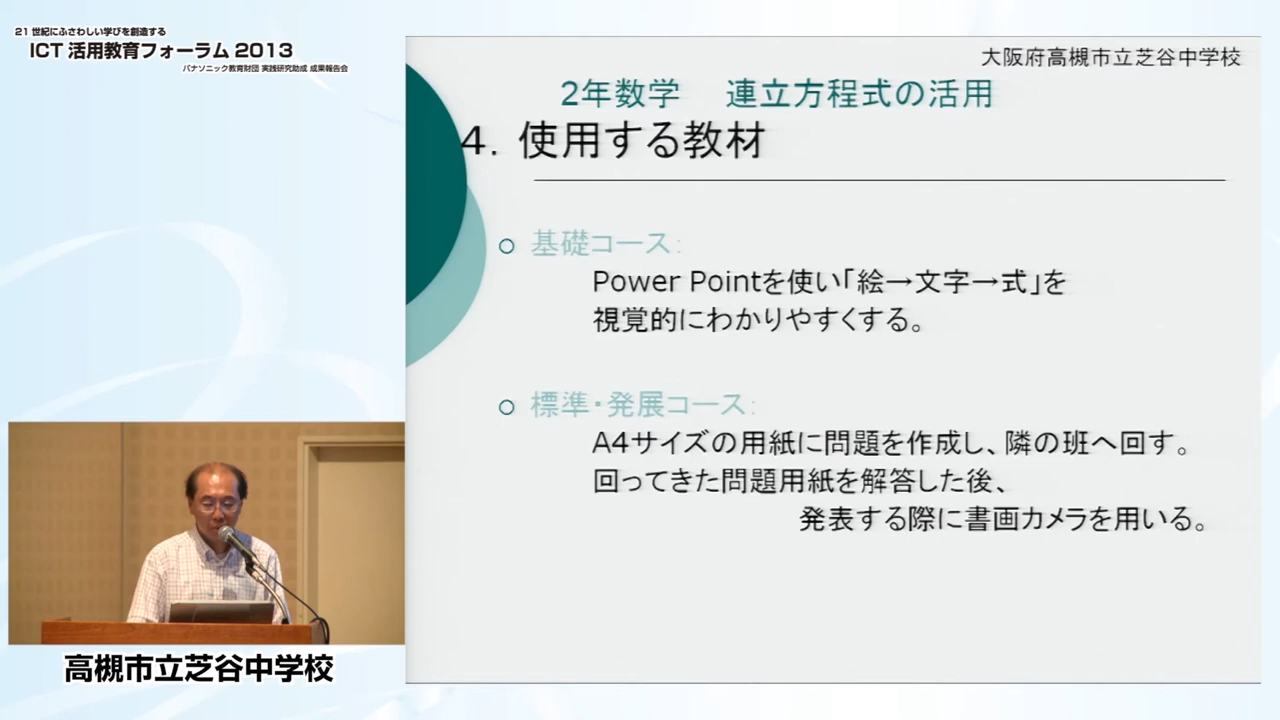 21 世紀にふさわしい学びを創造する
ICT 活用教育フォーラム 2013
パナソニック教育財団 実践研究助成 成果報告会
大阪府高槻市立芝谷中学校
2年数学 連立方程式の活用
4. 使用する教材
基礎コース:
Power Pointを使い「絵→文字→式」を
視覚的にわかりやすくする。
標準・発展コース:
A4サイズの用紙に問題を作成し、隣の班へ回す。
回ってきた問題用紙を解答した後、
発表する際に書画カメラを用いる。
高槻市立芝谷中学校